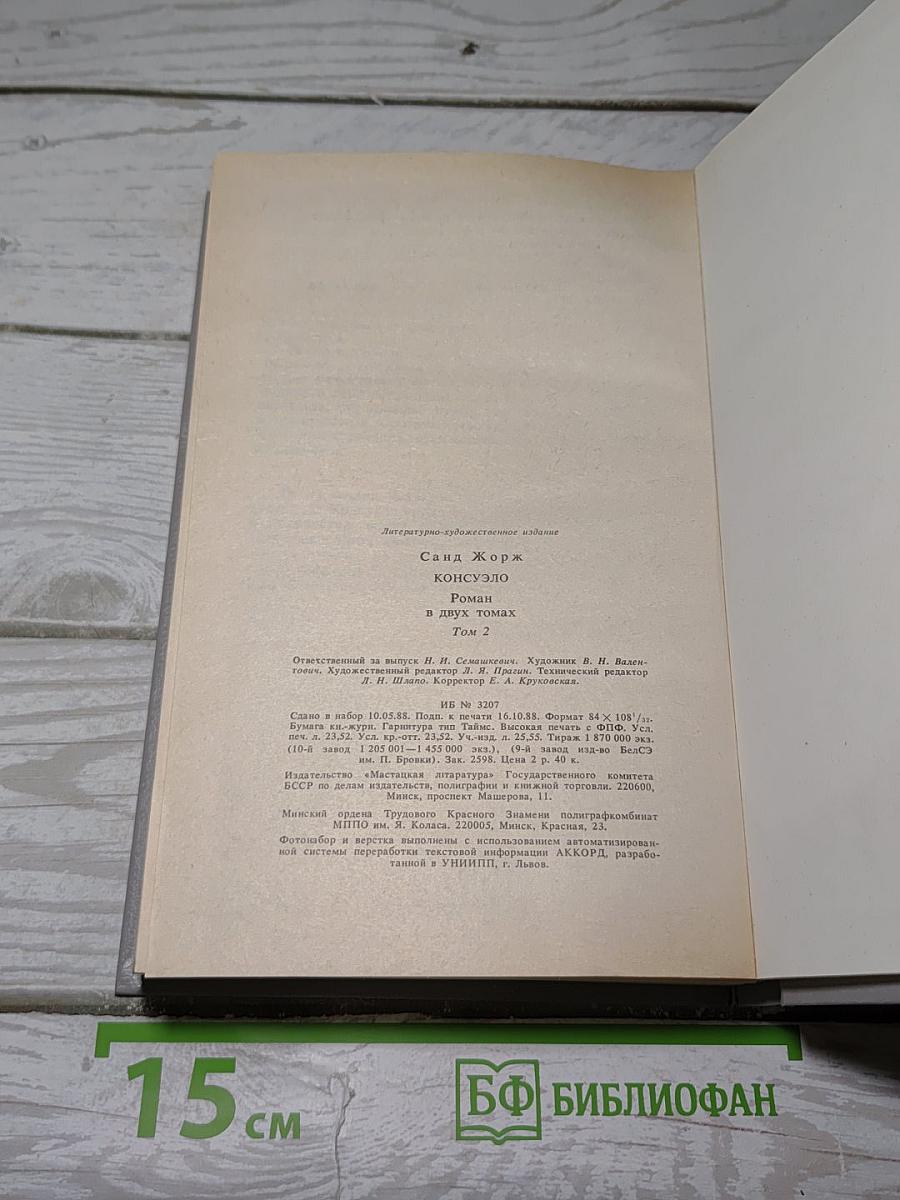 Литературно-художественное издание
Санд Жорж
КОНСУЭЛО
Роман
в двух томах
Том 2
Ответственный за выпуск Н. И. Семашкевич. Художник В. Н. Вален-
тович. Художественный редактор Л. Я. Прагин. Технический редактор
Л. Н. Шлапо. Корректор Е. А. Круковская.
ИБ № 3207
Сдано в набор 10.05.88. Подп. к печати 16.10.88. Формат 84 × 108¹/₃₂.
Бумага кн.-журн. Гарнитура тип Таймс. Высокая печать с ФПФ. Усл.
печ. л. 23,52. Усл. кр.-отт. 23,52. Уч.-изд. л. 25,55. Тираж 1 870 000 экз.
(10-й завод 1 205 001—1 455 000 экз.), (9-й завод изд-во БелСЭ
им. П. Бровки). Зак. 2598. Цена 2 р. 40 к.
Издательство «Мастацкая літаратура» Государственного комитета
БССР по делам издательств, полиграфии и книжной торговли. 220600,
Минск, проспект Машерова, 11.
Минский ордена Трудового Красного Знамени полиграфкомбинат
МППО им. Я. Коласа. 220005, Минск, Красная, 23.
Фотонабор и верстка выполнены с использованием автоматизирован-
ной системы переработки текстовой информации АККОРД, разрабо-
танной в УНИИПП, г. Львов.
15 см
БФ БИБЛИОФАН